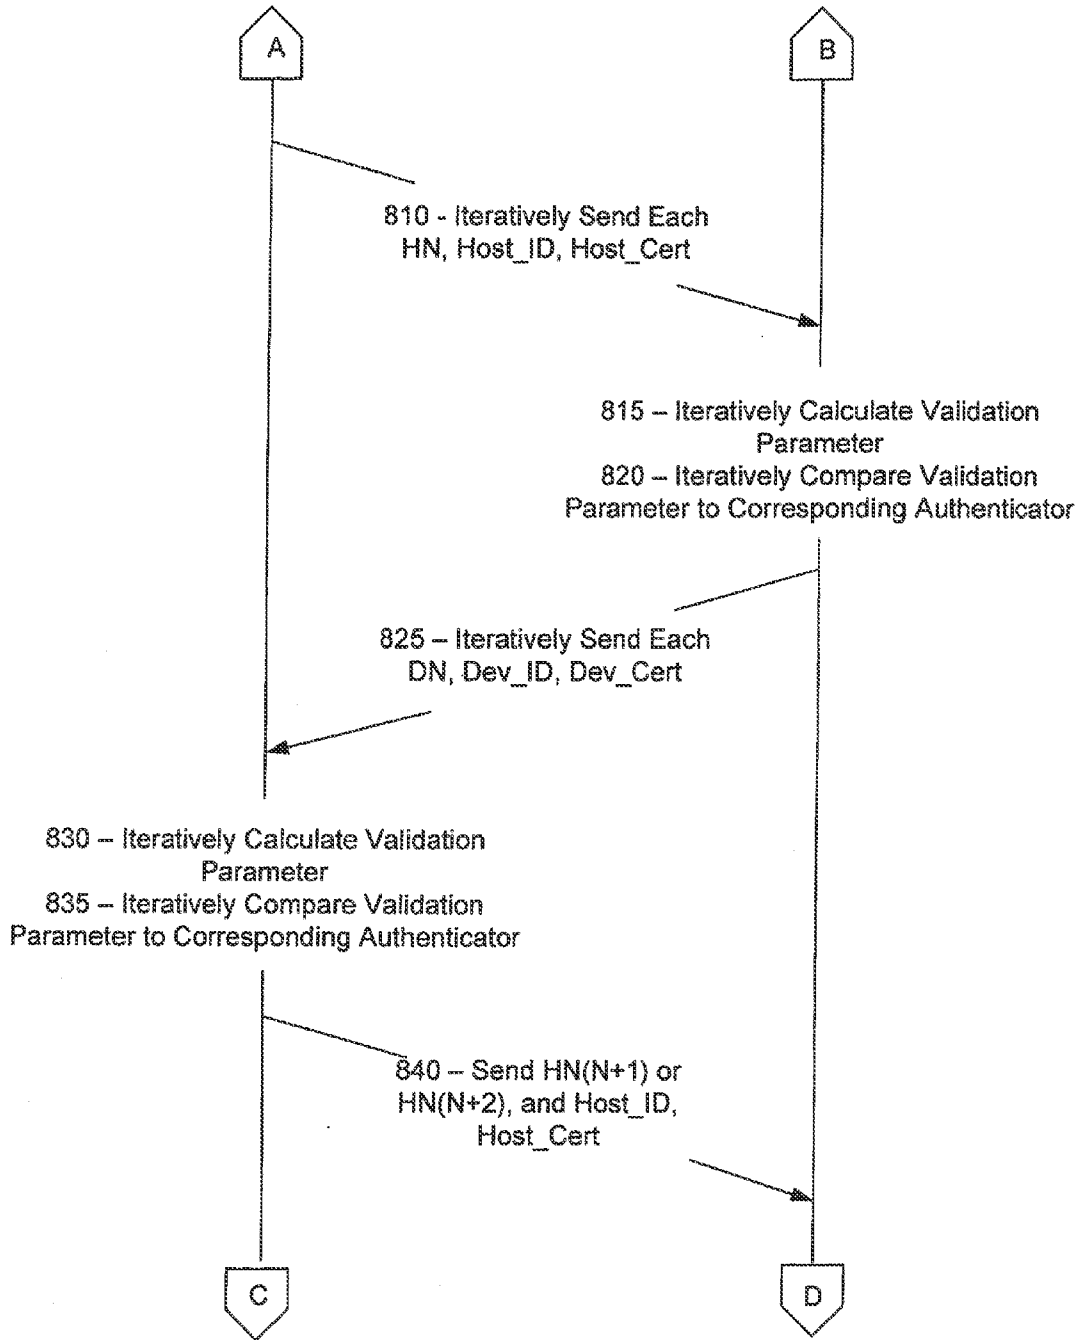 A
B
810 - Iteratively Send Each
HN, Host_ID, Host_Cert
815 – Iteratively Calculate Validation
Parameter
820 – Iteratively Compare Validation
Parameter to Corresponding Authenticator
825 – Iteratively Send Each
DN, Dev_ID, Dev_Cert
830 – Iteratively Calculate Validation
Parameter
835 – Iteratively Compare Validation
Parameter to Corresponding Authenticator
840 – Send HN(N+1) or
HN(N+2), and Host_ID,
Host_Cert
C
D